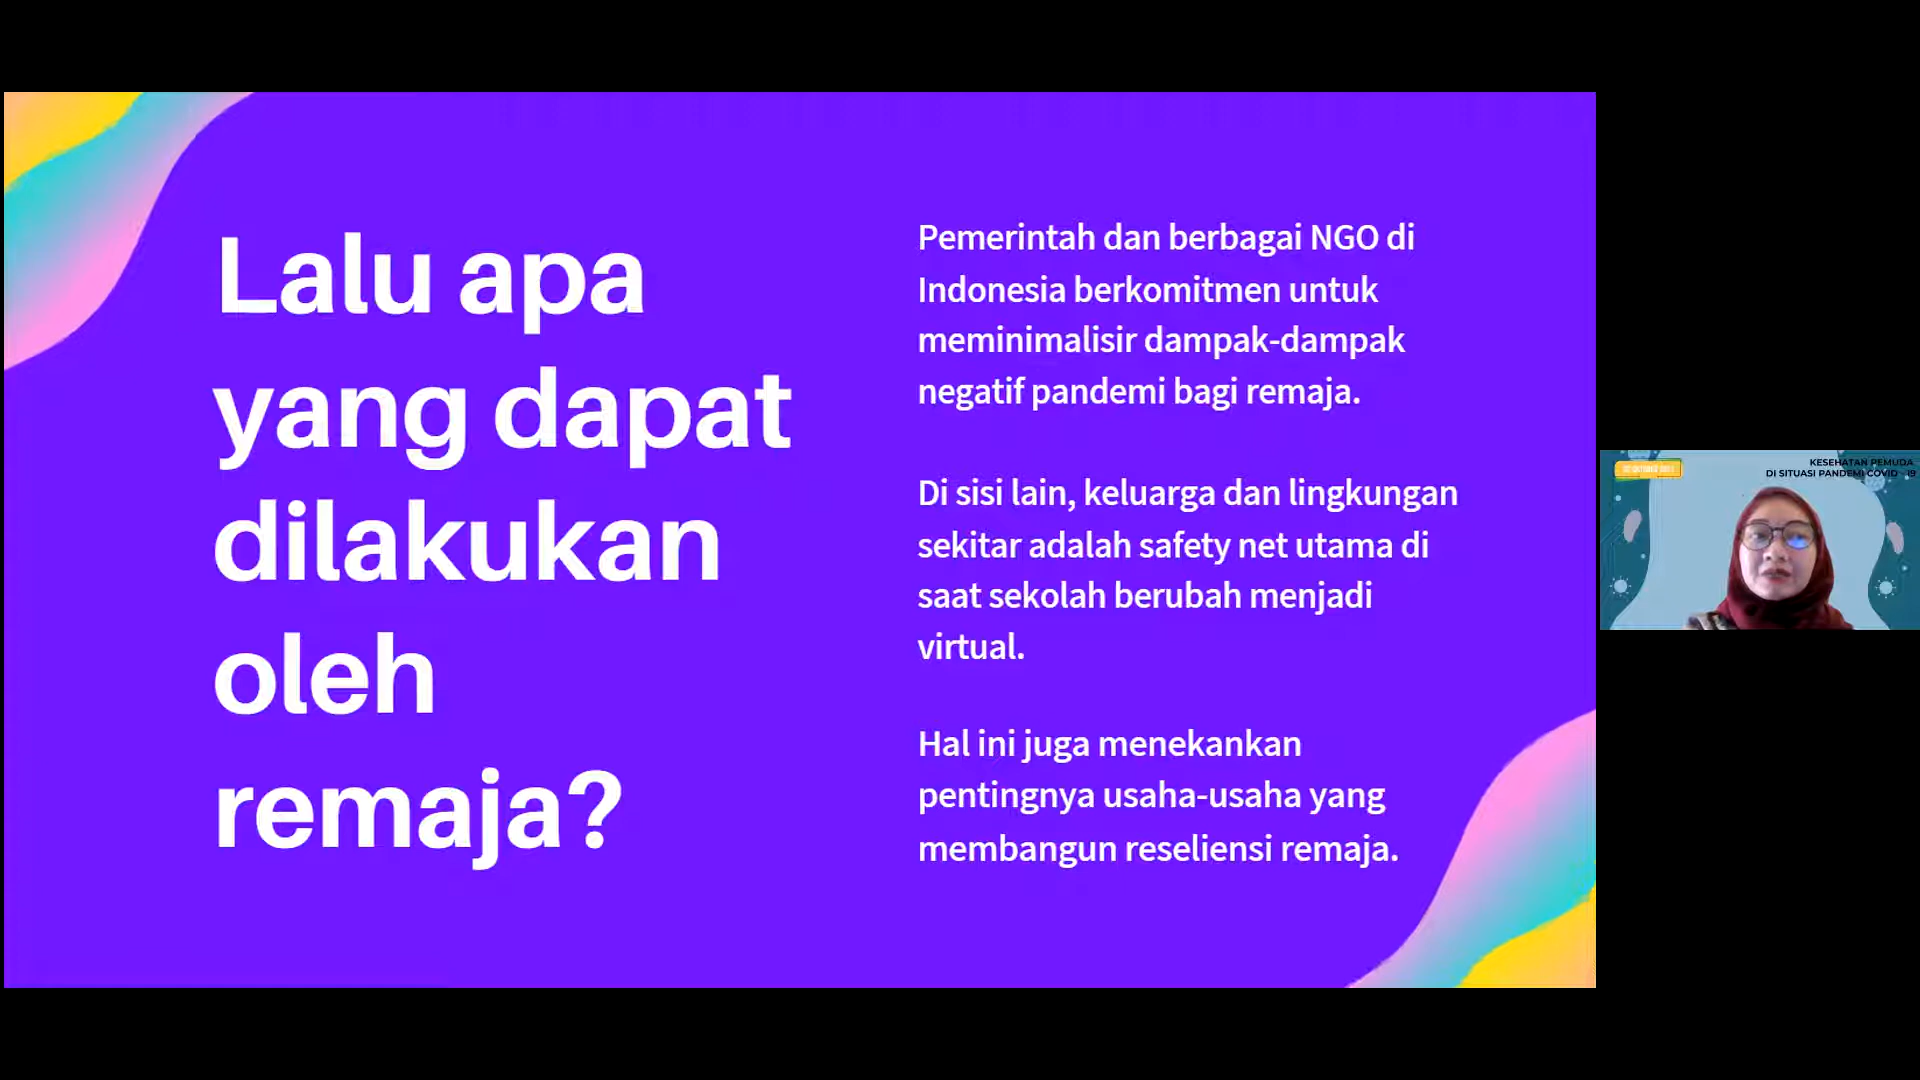 Lalu apa
yang dapat
dilakukan
oleh
remaja?
Pemerintah dan berbagai NGO di
Indonesia berkomitmen untuk
meminimalisir dampak-dampak
negatif pandemi bagi remaja.
Di sisi lain, keluarga dan lingkungan
sekitar adalah safety net utama di
saat sekolah berubah menjadi
virtual.
Hal ini juga menekankan
pentingnya usaha-usaha yang
membangun reseliensi remaja.
KESEHATAN PEMUDA
DI SITUASI PANDEMI COVID - 19